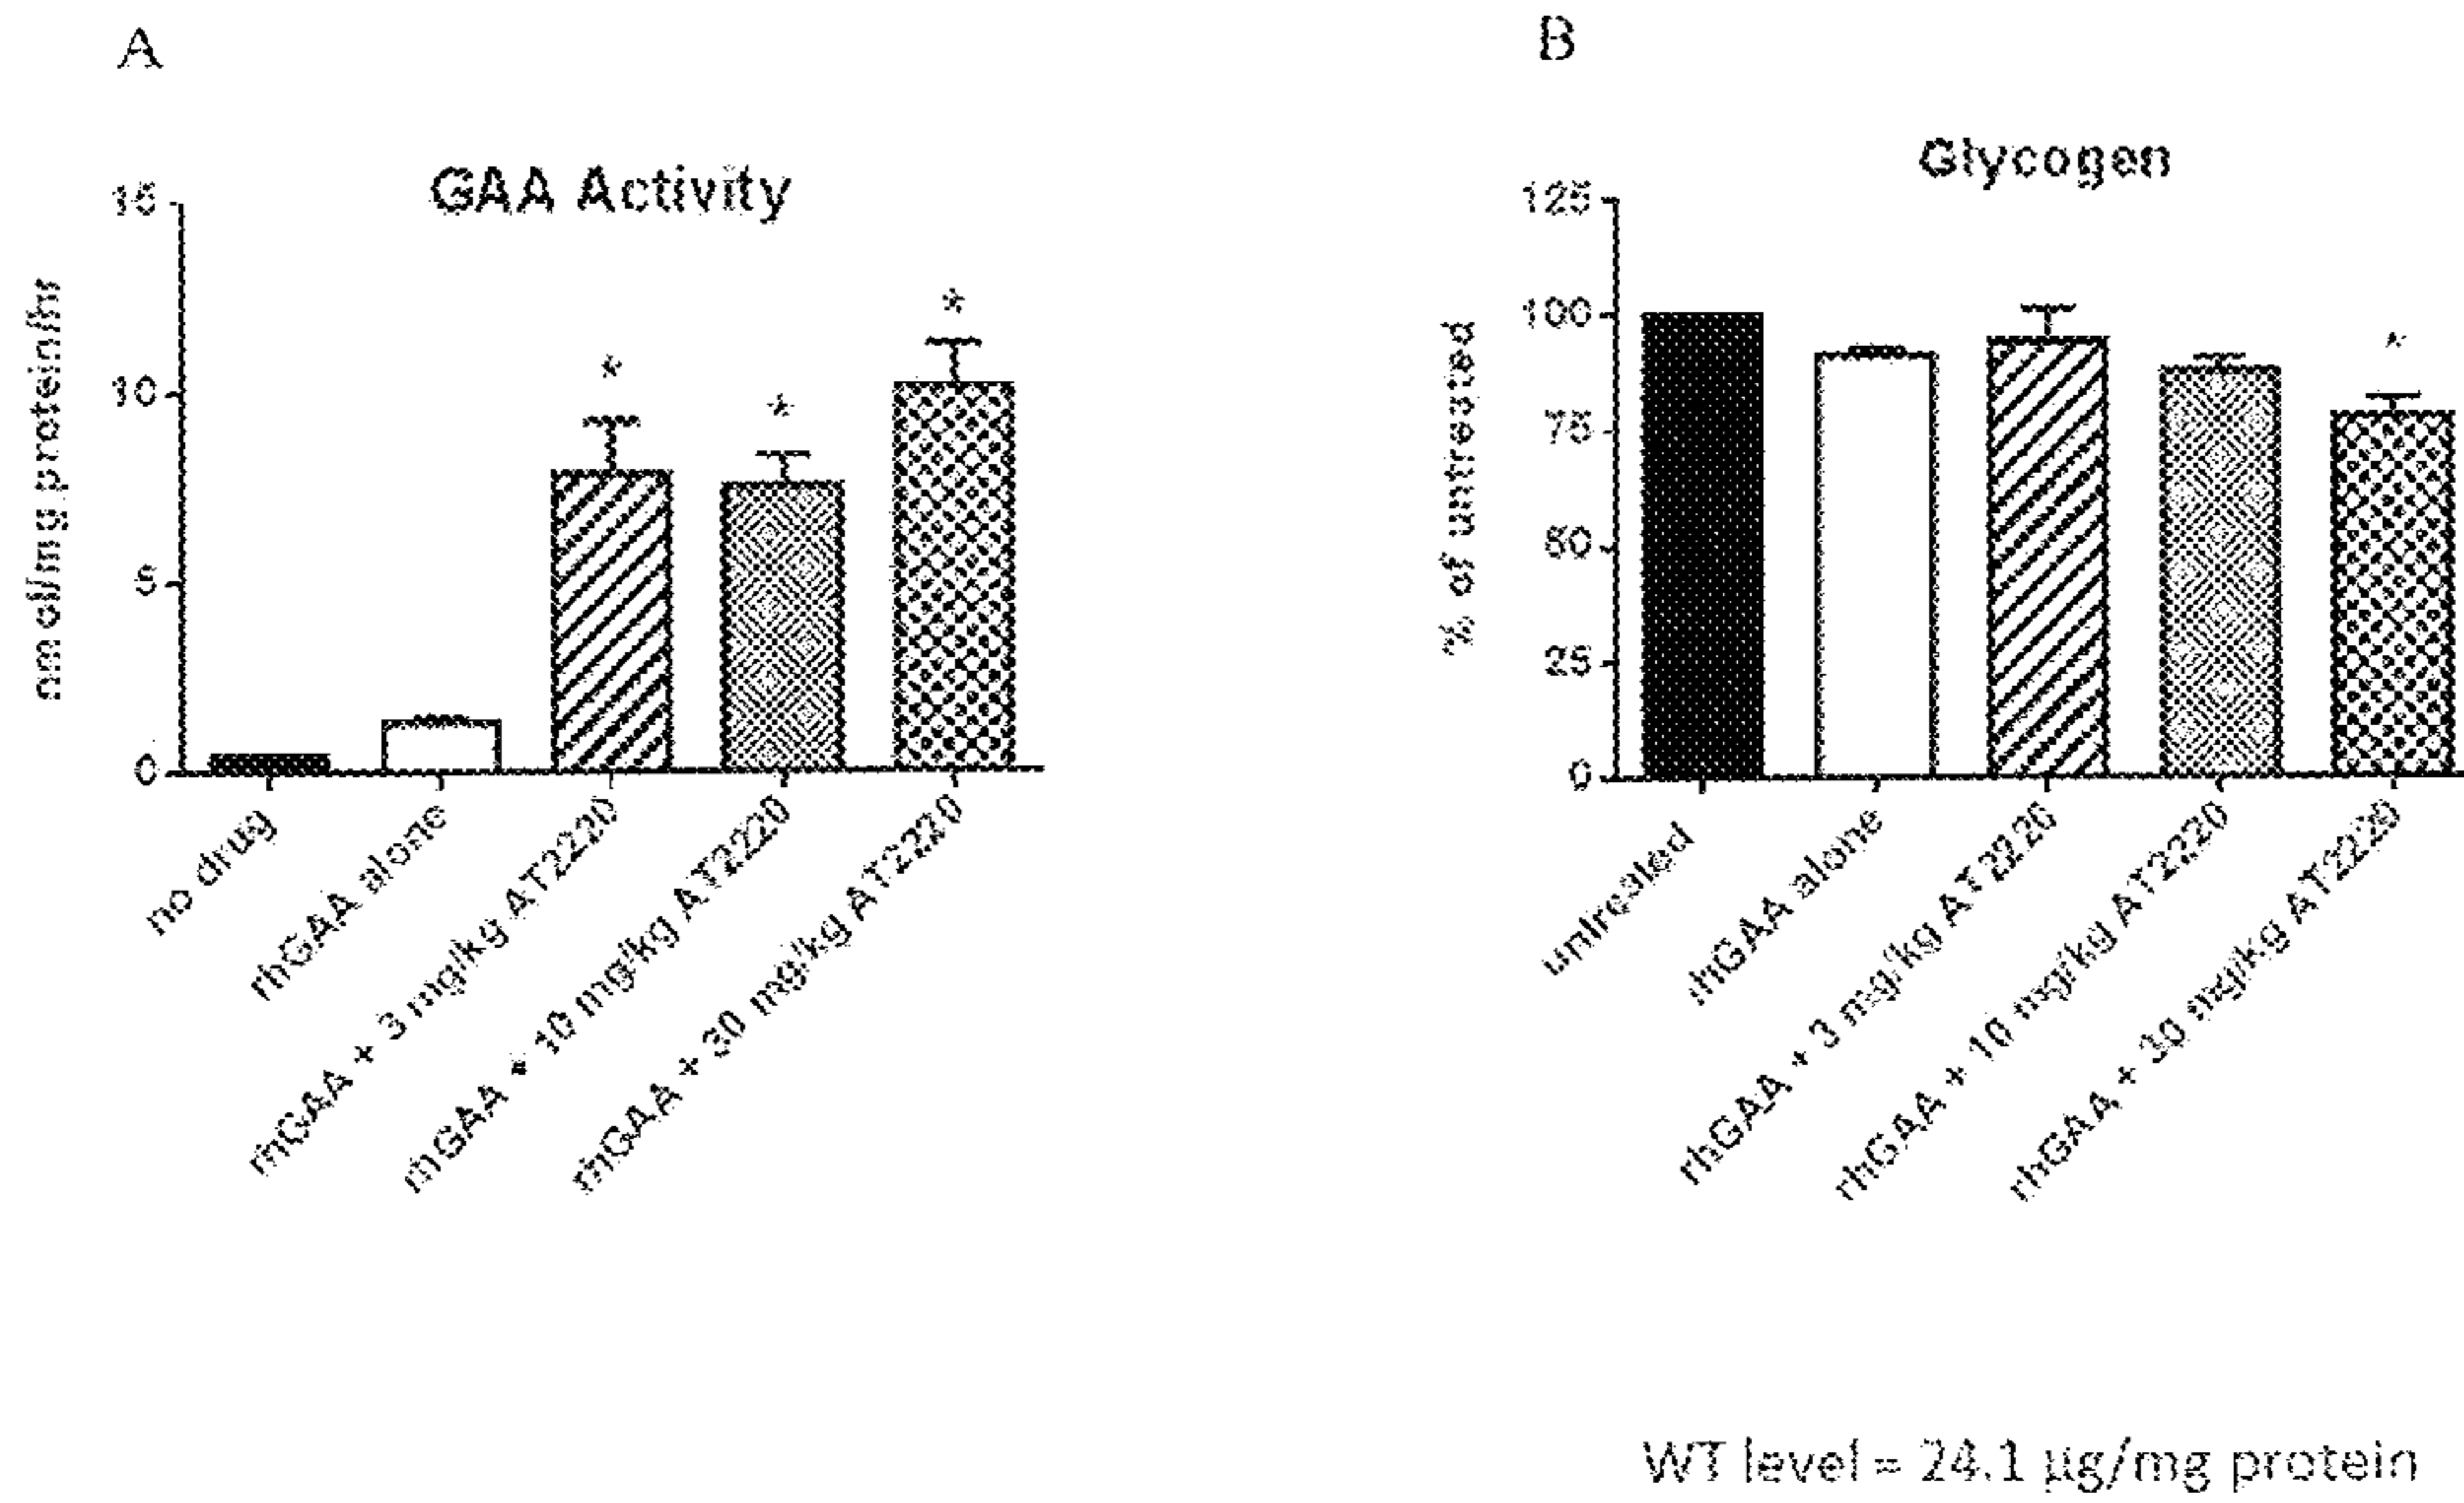 A
GAA Activity
nmol/mg protein/hr
15
10
5
0
*
*
*
no drug
rhGAA alone
rhGAA + 3 mg/kg AT2220
rhGAA + 10 mg/kg AT2220
rhGAA + 30 mg/kg AT2220
B
Glycogen
% of untreated
125
100
75
50
25
0
*
untreated
rhGAA alone
rhGAA + 3 mg/kg AT2220
rhGAA + 10 mg/kg AT2220
rhGAA + 30 mg/kg AT2220
WT level = 24.1 µg/mg protein